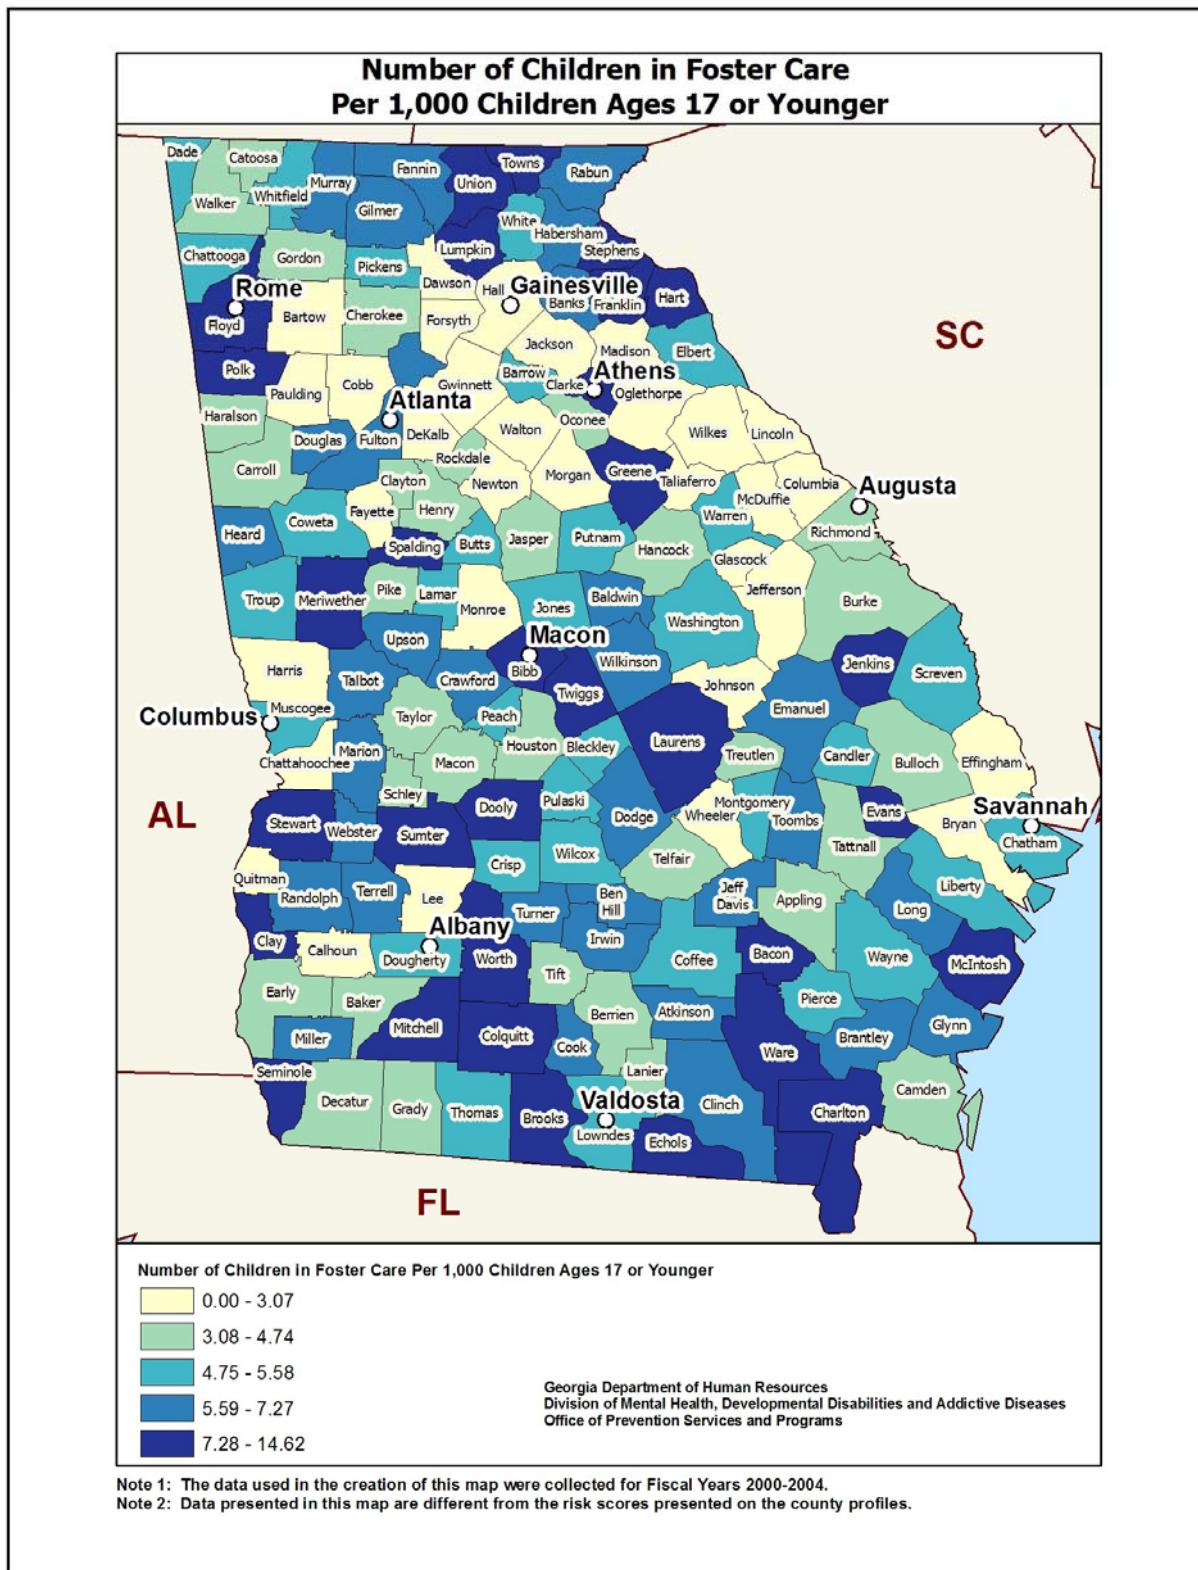 Number of Children in Foster Care
Per 1,000 Children Ages 17 or Younger
Dade
Catoosa
Fannin
Union
Towns
Rabun
Walker
Whitfield
Murray
Gilmer
White
Habersham
Stephens
Chattooga
Gordon
Pickens
Lumpkin
Dawson
Hall
Gainesville
Banks
Franklin
Hart
Rome
Floyd
Bartow
Cherokee
Forsyth
Jackson
Madison
Elbert
SC
Polk
Paulding
Cobb
Gwinnett
Barrow
Clarke
Athens
Oglethorpe
Haralson
Atlanta
Douglas
Fulton
DeKalb
Walton
Oconee
Wilkes
Lincoln
Carroll
Rockdale
Clayton
Newton
Morgan
Greene
Taliaferro
Columbia
McDuffie
Augusta
Heard
Coweta
Fayette
Henry
Spalding
Butts
Jasper
Putnam
Hancock
Warren
Richmond
Glascock
Jefferson
Troup
Meriwether
Pike
Lamar
Monroe
Jones
Baldwin
Washington
Burke
Upson
Macon
Bibb
Wilkinson
Jenkins
Screven
Harris
Talbot
Crawford
Twiggs
Johnson
Emanuel
Columbus
Muscogee
Taylor
Peach
Houston
Bleckley
Laurens
Treutlen
Candler
Bulloch
Effingham
Chattahoochee
Marion
Macon
Schley
Dooly
Pulaski
Dodge
Wheeler
Montgomery
Toombs
Evans
Bryan
Savannah
Chatham
AL
Stewart
Webster
Sumter
Crisp
Wilcox
Telfair
Tattnall
Liberty
Quitman
Randolph
Terrell
Lee
Turner
Ben
Hill
Jeff
Davis
Appling
Long
Clay
Calhoun
Albany
Dougherty
Worth
Irwin
Coffee
Bacon
Wayne
McIntosh
Early
Baker
Tift
Pierce
Miller
Mitchell
Colquitt
Berrien
Atkinson
Cook
Ware
Brantley
Glynn
Seminole
Decatur
Grady
Thomas
Brooks
Lanier
Valdosta
Lowndes
Clinch
Echols
Charlton
Camden
FL
Number of Children in Foster Care Per 1,000 Children Ages 17 or Younger
0.00 - 3.07
3.08 - 4.74
4.75 - 5.58
5.59 - 7.27
7.28 - 14.62
Georgia Department of Human Resources
Division of Mental Health, Developmental Disabilities and Addictive Diseases
Office of Prevention Services and Programs
Note 1: The data used in the creation of this map were collected for Fiscal Years 2000-2004.
Note 2: Data presented in this map are different from the risk scores presented on the county profiles.